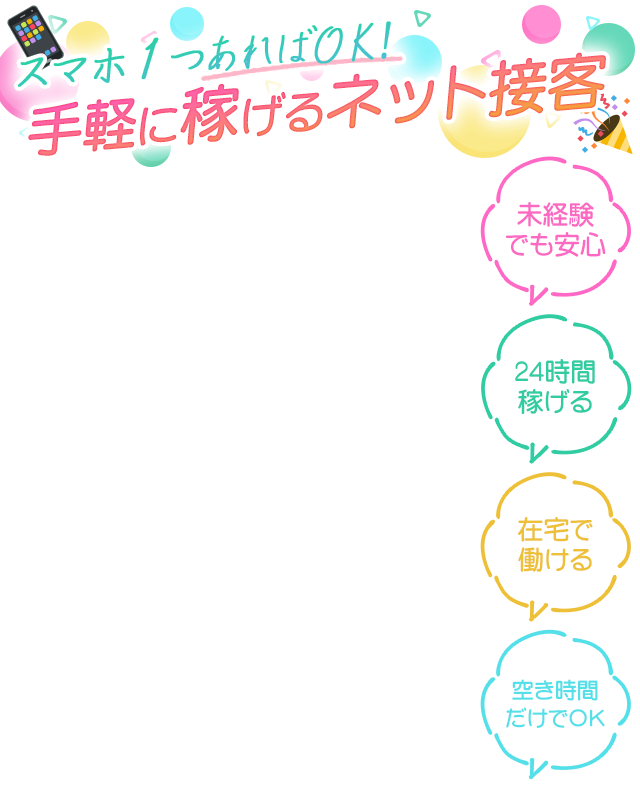 スマホ1つあればOK!
手軽に稼げるネット接客
未経験
でも安心
24時間
稼げる
在宅で
働ける
空き時間
だけでOK